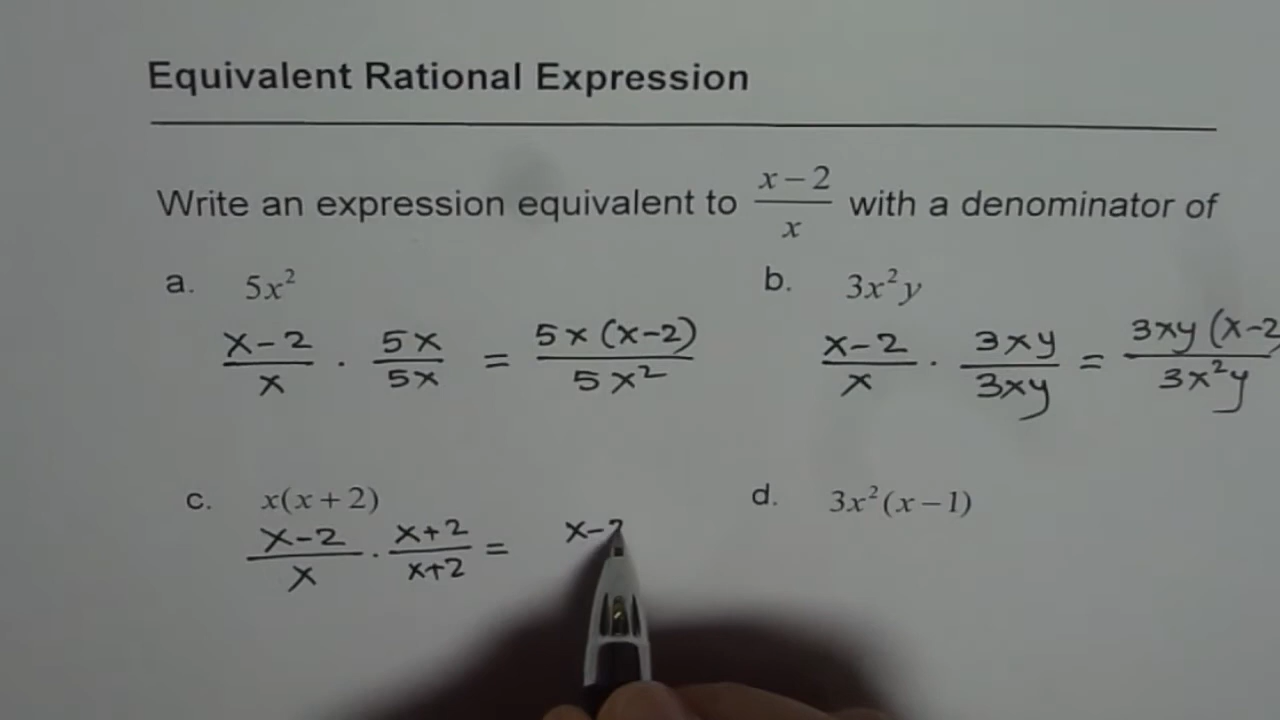 Equivalent Rational Expression
Write an expression equivalent to (x − 2)/x with a denominator of
a. 5x²
b. 3x²y
(x−2)/x · 5x/5x = 5x(x−2)/5x²
(x−2)/x · 3xy/3xy = 3xy(x−2/3x²y
c. x(x + 2)
d. 3x²(x − 1)
(x−2)/x · (x+2)/(x+2) = x−2